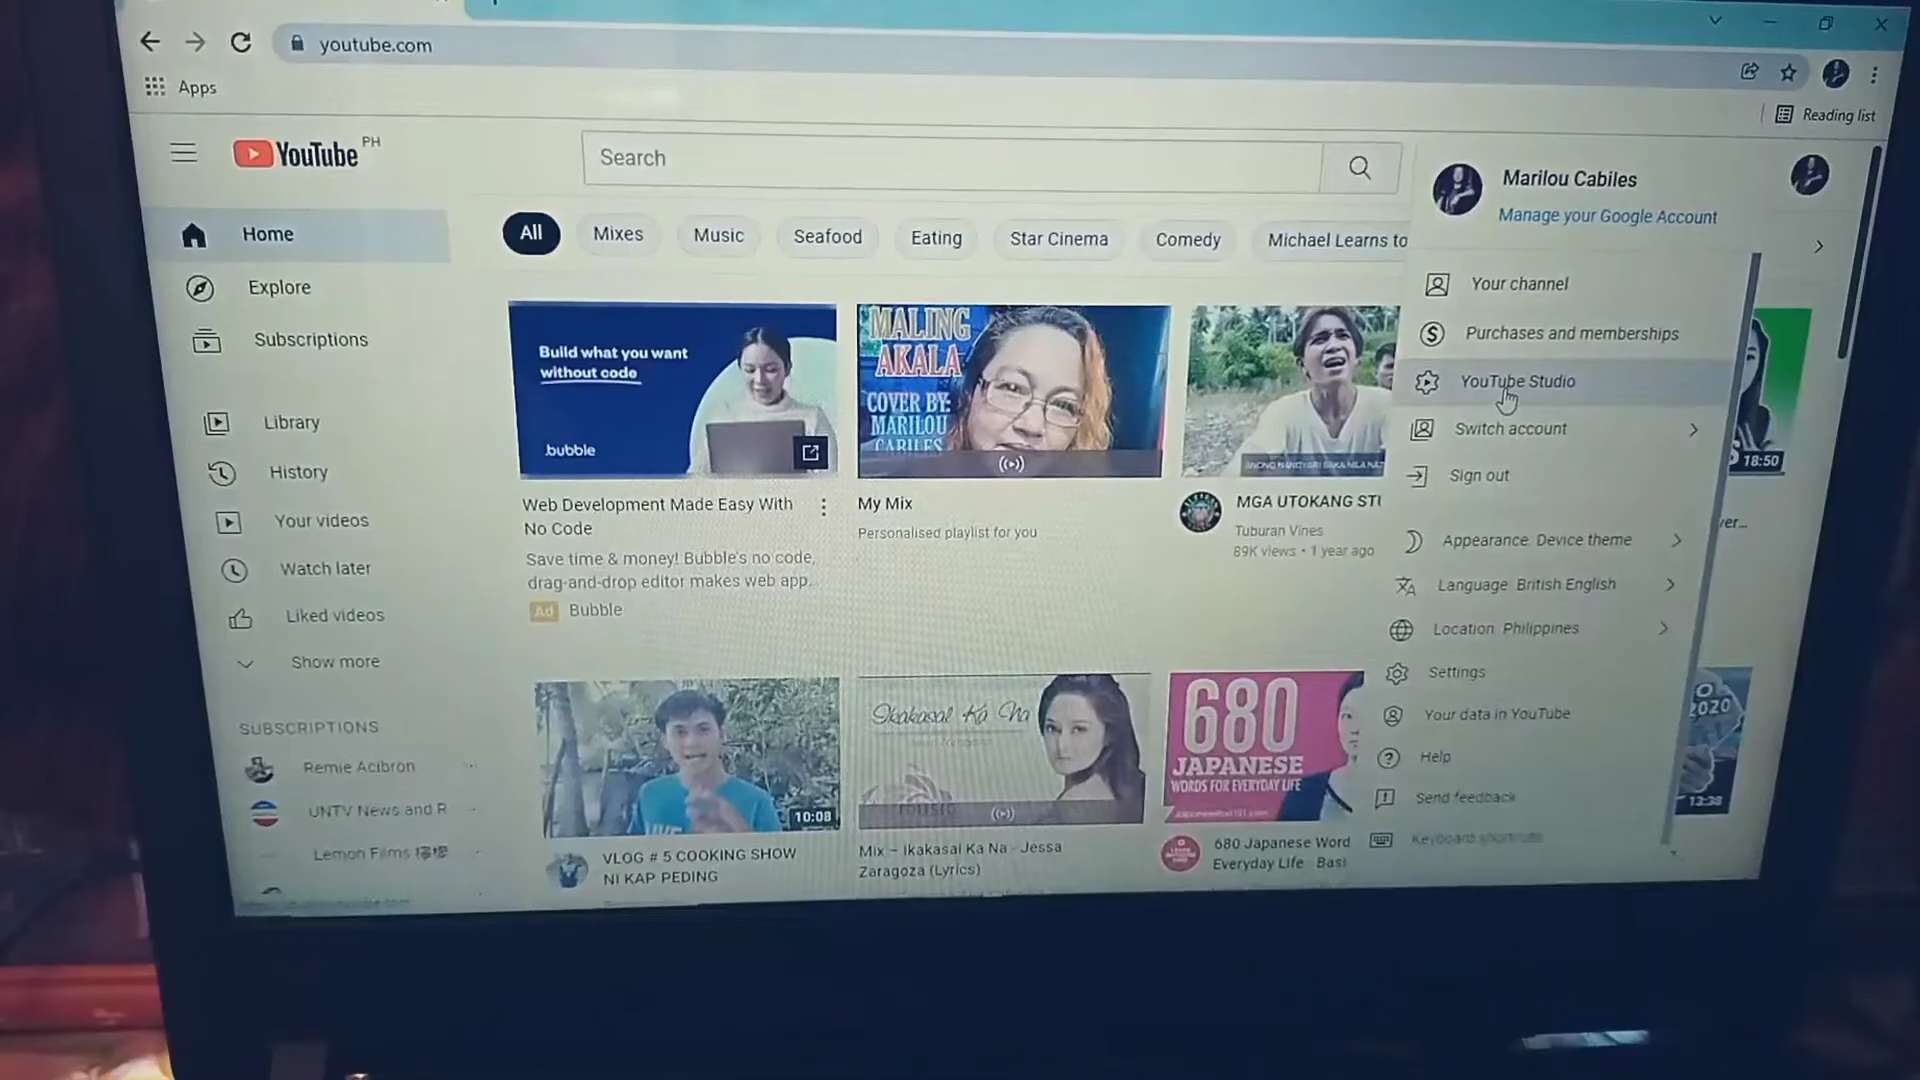 youtube.com
Apps
Reading list
YouTube PH
Search
Marilou Cabiles
Manage your Google Account
Home
Explore
Subscriptions
Library
History
Your videos
Watch later
Liked videos
Show more
SUBSCRIPTIONS
Remie Acibron
UNTV News and R
Lemon Films
All
Mixes
Music
Seafood
Eating
Star Cinema
Comedy
Michael Learns to
Build what you want
without code
.bubble
Web Development Made Easy With
No Code
Save time & money! Bubble's no code,
drag-and-drop editor makes web app...
Ad Bubble
MALING
AKALA
COVER BY:
MARILOU
CABILES
My Mix
Personalised playlist for you
MGA UTOKANG STI
Tuburan Vines
89K views • 1 year ago
18:50
ver...
10:08
VLOG # 5 COOKING SHOW
NI KAP PEDING
Ikakasal Ka Na
Mix - Ikakasal Ka Na - Jessa
Zaragoza (Lyrics)
680
JAPANESE
WORDS FOR EVERYDAY LIFE
680 Japanese Word
Everyday Life Basi
2020
13:38
Your channel
Purchases and memberships
YouTube Studio
Switch account
Sign out
Appearance: Device theme
Language: British English
Location: Philippines
Settings
Your data in YouTube
Help
Send feedback
Keyboard shortcuts